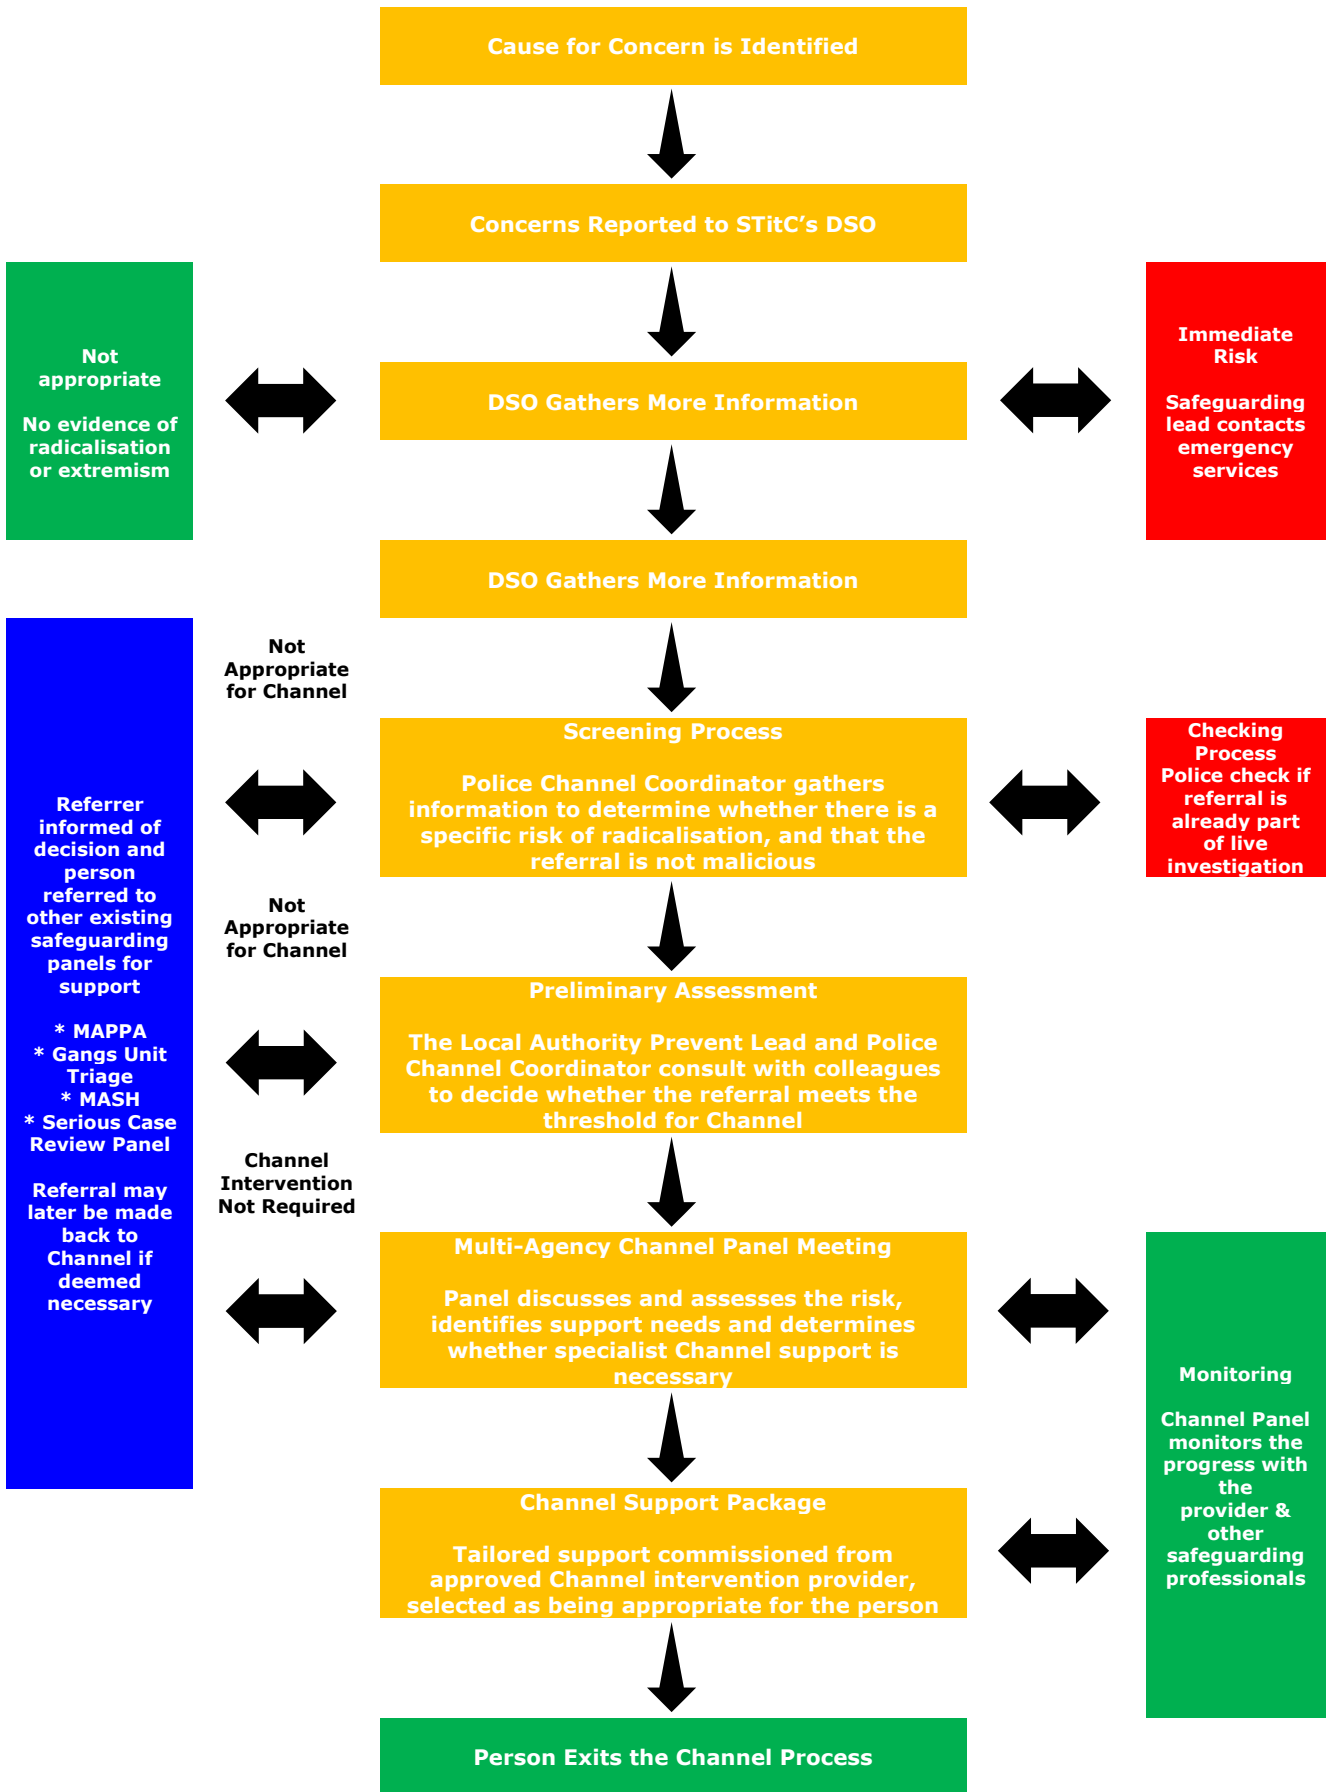 Cause for Concern is Identified
Concerns Reported to STitC’s DSO
Not
appropriate
No evidence of
radicalisation
or extremism
DSO Gathers More Information
Immediate
Risk
Safeguarding
lead contacts
emergency
services
DSO Gathers More Information
Not
Appropriate
for Channel
Screening Process
Police Channel Coordinator gathers
information to determine whether there is a
specific risk of radicalisation, and that the
referral is not malicious
Checking
Process
Police check if
referral is
already part
of live
investigation
Referrer
informed of
decision and
person
referred to
other existing
safeguarding
panels for
support
* MAPPA
* Gangs Unit
Triage
* MASH
* Serious Case
Review Panel
Referral may
later be made
back to
Channel if
deemed
necessary
Not
Appropriate
for Channel
Preliminary Assessment
The Local Authority Prevent Lead and Police
Channel Coordinator consult with colleagues
to decide whether the referral meets the
threshold for Channel
Channel
Intervention
Not Required
Multi–Agency Channel Panel Meeting
Panel discusses and assesses the risk,
identifies support needs and determines
whether specialist Channel support is
necessary
Monitoring
Channel Panel
monitors the
progress with
the
provider &
other
safeguarding
professionals
Channel Support Package
Tailored support commissioned from
approved Channel intervention provider,
selected as being appropriate for the person
Person Exits the Channel Process